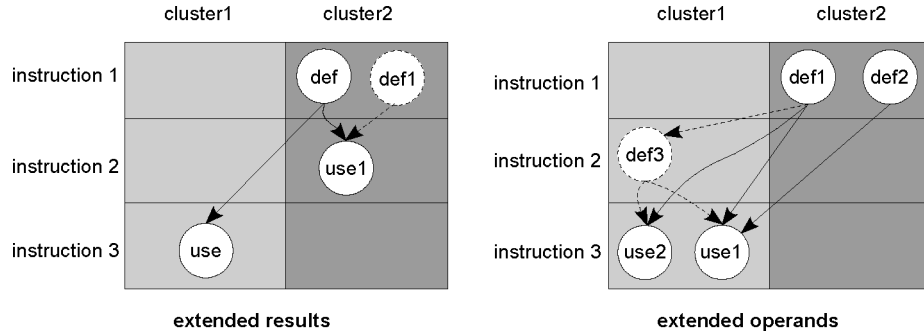 cluster1
cluster2
instruction 1
def
def1
instruction 2
use1
instruction 3
use
extended results
cluster1
cluster2
instruction 1
def1
def2
instruction 2
def3
instruction 3
use2
use1
extended operands